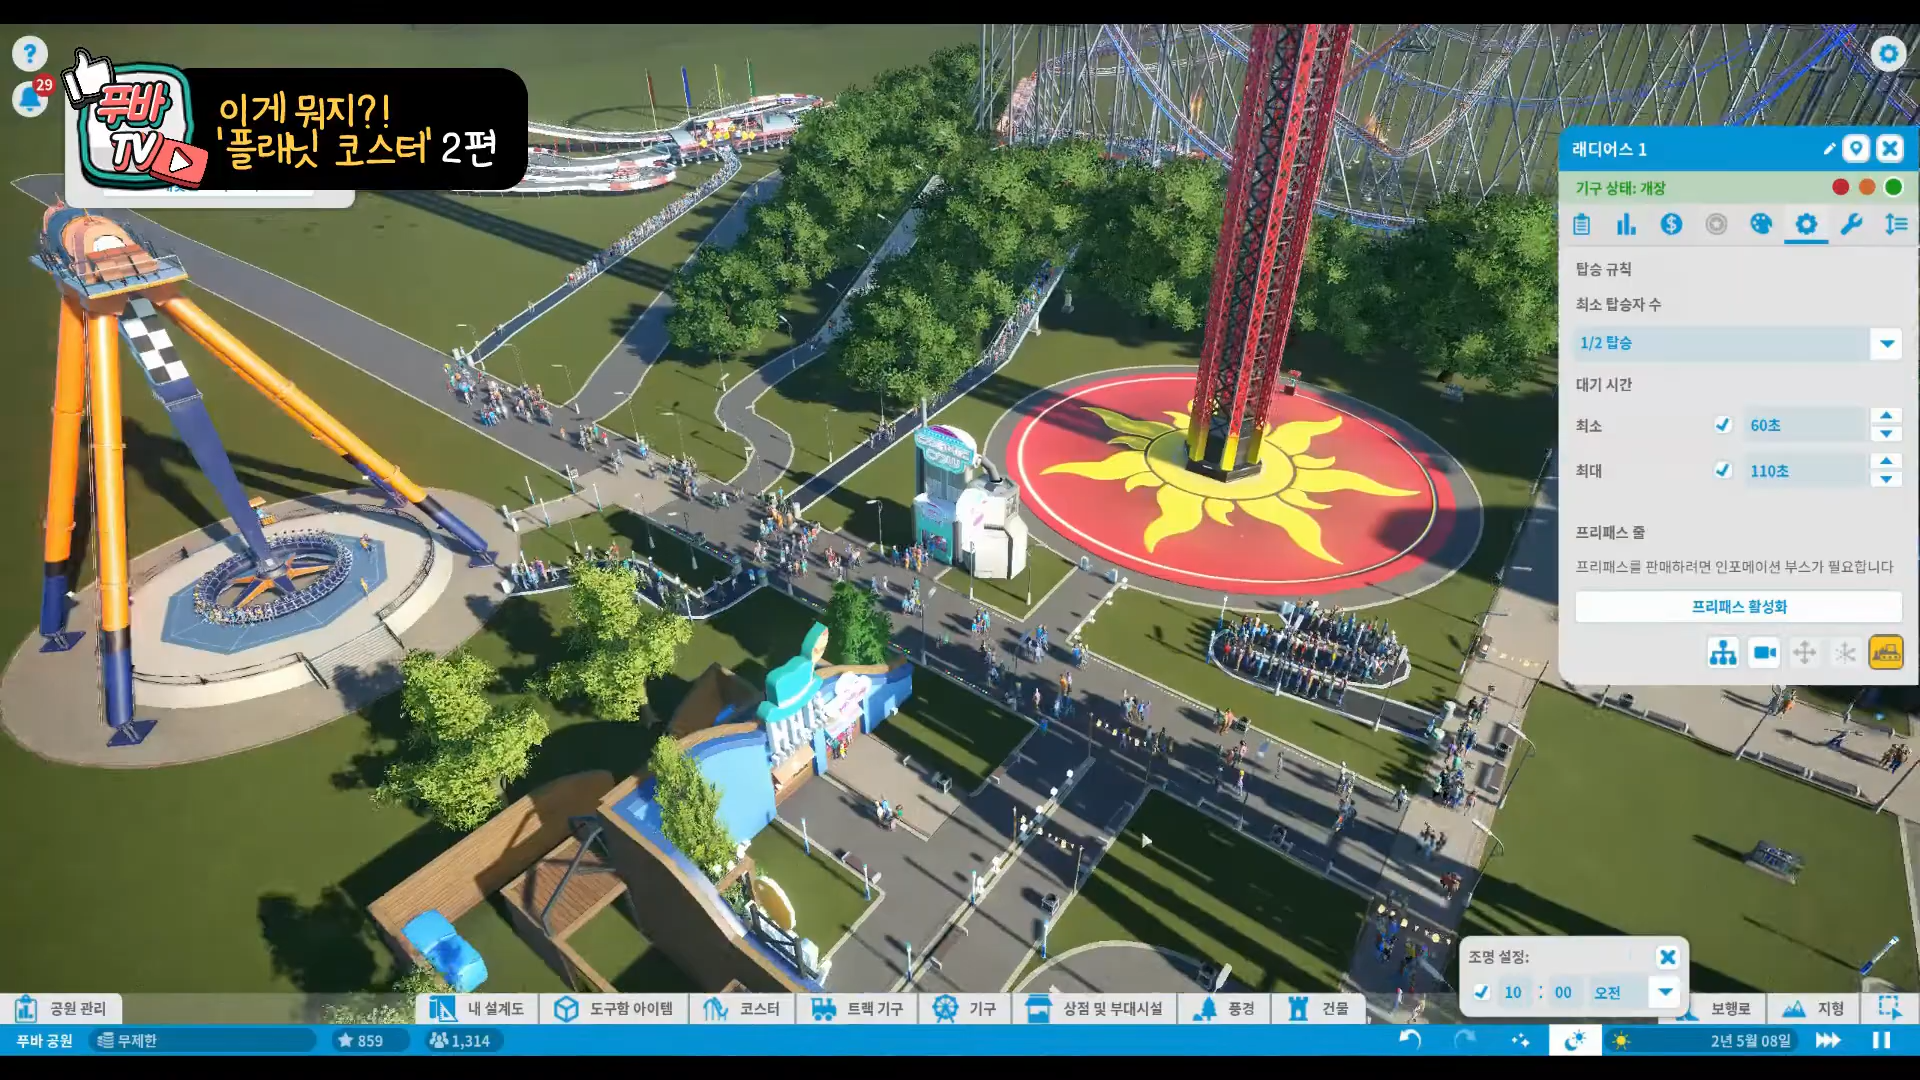 ?
29
푸바
TV
이게 뭐지?!
'플래닛 코스터' 2편
래디어스 1
기구 상태: 개장
탑승 규칙
최소 탑승자 수
1/2 탑승
대기 시간
최소
60초
최대
110초
프리패스 줄
프리패스를 판매하려면 인포메이션 부스가 필요합니다
프리패스 활성화
조명 설정:
10 : 00 오전
공원 관리
내 설계도
도구함 아이템
코스터
트랙 기구
기구
상점 및 부대시설
풍경
건물
보행로
지형
푸바 공원
무제한
859
1,314
2년 5월 08일